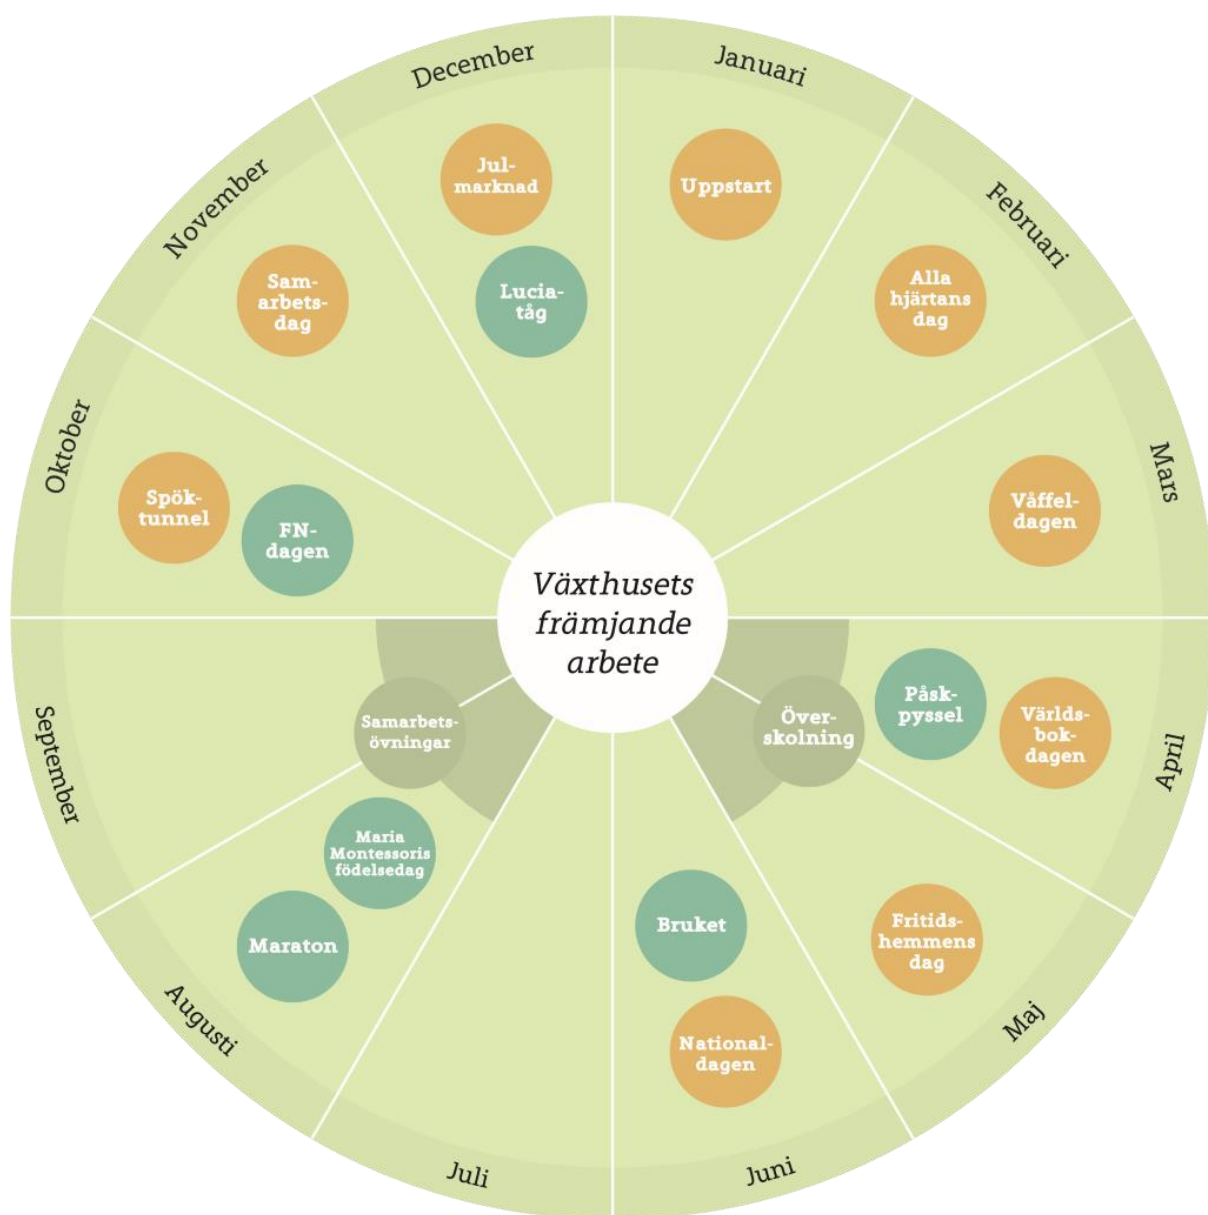 Januari
Uppstart
Februari
Alla
hjärtans
dag
Mars
Våffel-
dagen
April
Påsk-
pyssel
Världs-
bok-
dagen
Över-
skolning
Maj
Fritids-
hemmens
dag
Juni
Bruket
National-
dagen
Juli
Augusti
Maria
Montessoris
födelsedag
Maraton
Samarbets-
övningar
September
Oktober
Spök-
tunnel
FN-
dagen
November
Sam-
arbets-
dag
December
Jul-
marknad
Lucia-
tåg
Växthusets
främjande
arbete